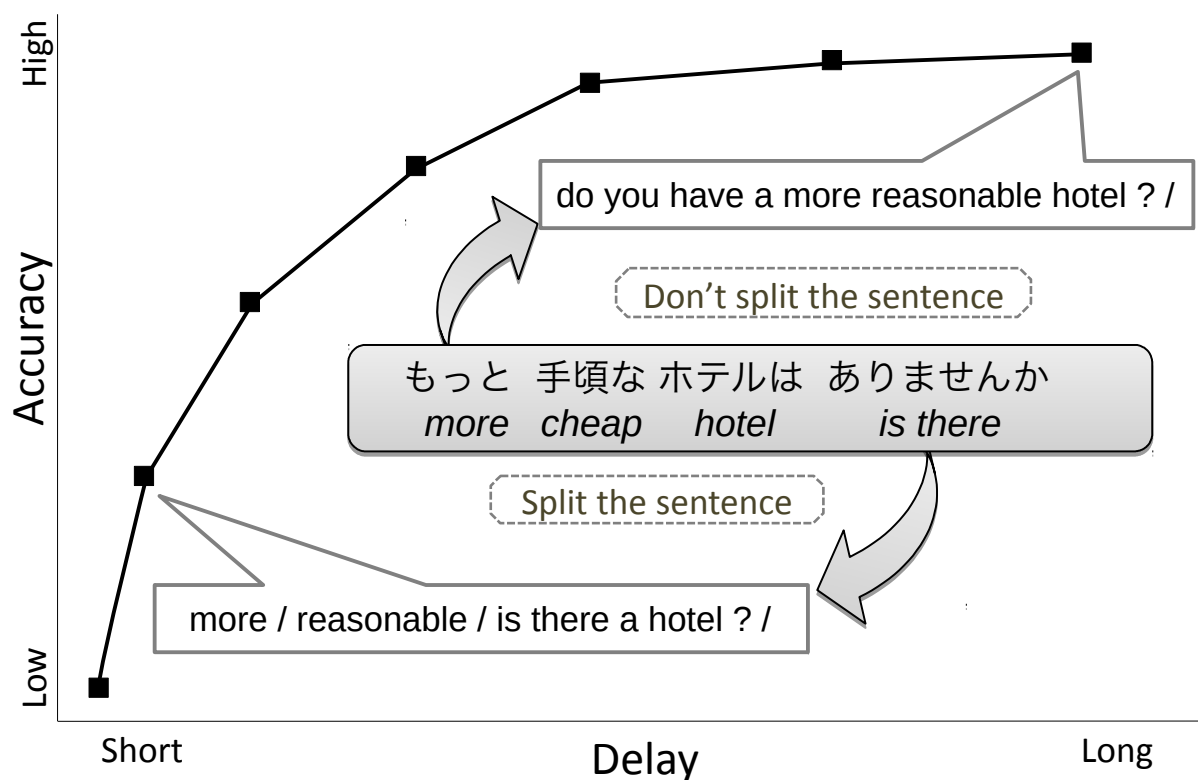 High
do you have a more reasonable hotel ? /
Don't split the sentence
Accuracy
もっと 手頃な ホテルは ありませんか
more cheap hotel is there
Split the sentence
more / reasonable / is there a hotel ? /
Low
Short
Delay
Long